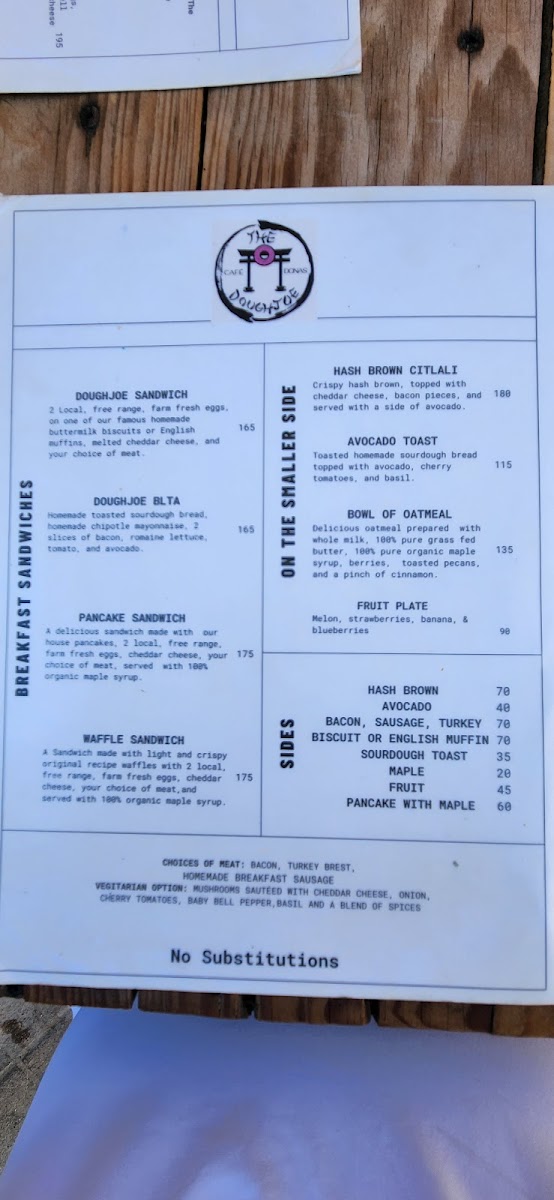 The
cheese 195
THE
CAFÉ DONAS
DOUGHJOE
BREAKFAST SANDWICHES
DOUGHJOE SANDWICH
2 Local, free range, farm fresh eggs,
on one of our famous homemade
buttermilk biscuits or English
muffins, melted cheddar cheese, and
your choice of meat.
165
DOUGHJOE BLTA
Homemade toasted sourdough bread,
homemade chipotle mayonnaise, 2
slices of bacon, romaine lettuce,
tomato, and avocado.
165
PANCAKE SANDWICH
A delicious sandwich made with our
house pancakes, 2 local, free range,
farm fresh eggs, cheddar cheese, your
choice of meat, served with 100%
organic maple syrup.
175
WAFFLE SANDWICH
A Sandwich made with light and crispy
original recipe waffles with 2 local,
free range, farm fresh eggs, cheddar
cheese, your choice of meat,and
served with 100% organic maple syrup.
175
ON THE SMALLER SIDE
HASH BROWN CITLALI
Crispy hash brown, topped with
cheddar cheese, bacon pieces, and
served with a side of avocado.
180
AVOCADO TOAST
Toasted homemade sourdough bread
topped with avocado, cherry
tomatoes, and basil.
115
BOWL OF OATMEAL
Delicious oatmeal prepared with
whole milk, 100% pure grass fed
butter, 100% pure organic maple
syrup, berries, toasted pecans,
and a pinch of cinnamon.
135
FRUIT PLATE
Melon, strawberries, banana, &
blueberries
90
SIDES
HASH BROWN 70
AVOCADO 40
BACON, SAUSAGE, TURKEY 70
BISCUIT OR ENGLISH MUFFIN 70
SOURDOUGH TOAST 35
MAPLE 20
FRUIT 45
PANCAKE WITH MAPLE 60
CHOICES OF MEAT: BACON, TURKEY BREST,
HOMEMADE BREAKFAST SAUSAGE
VEGITARIAN OPTION: MUSHROOMS SAUTÉED WITH CHEDDAR CHEESE, ONION,
CHERRY TOMATOES, BABY BELL PEPPER,BASIL AND A BLEND OF SPICES
No Substitutions